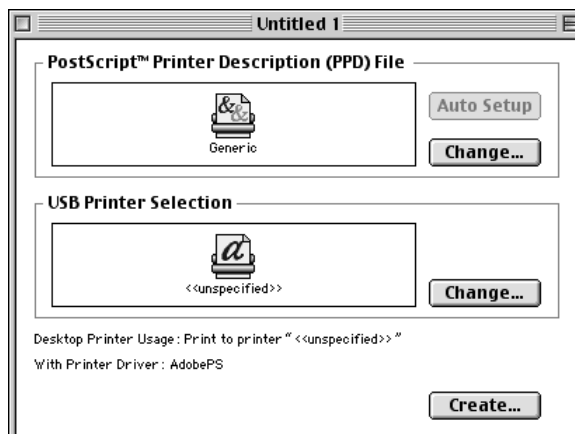 Untitled 1
PostScript™ Printer Description (PPD) File
&&
Generic
Auto Setup
Change...
USB Printer Selection
a
<<unspecified>>
Change...
Desktop Printer Usage: Print to printer "<<unspecified>>"
With Printer Driver: AdobePS
Create...